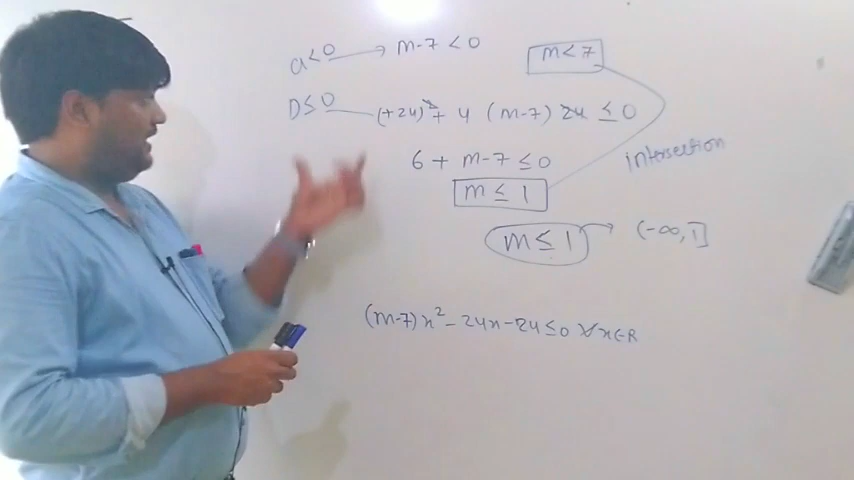 a<0 → m-7<0 m<7
D≤0 — (+24)² + 4 (m-7) 24 ≤0
6 + m-7 ≤0 intersection
m ≤ 1
m ≤ 1 → (-∞, 1]
(m-7)x² - 24x - 24 ≤0 ∀ x∈R